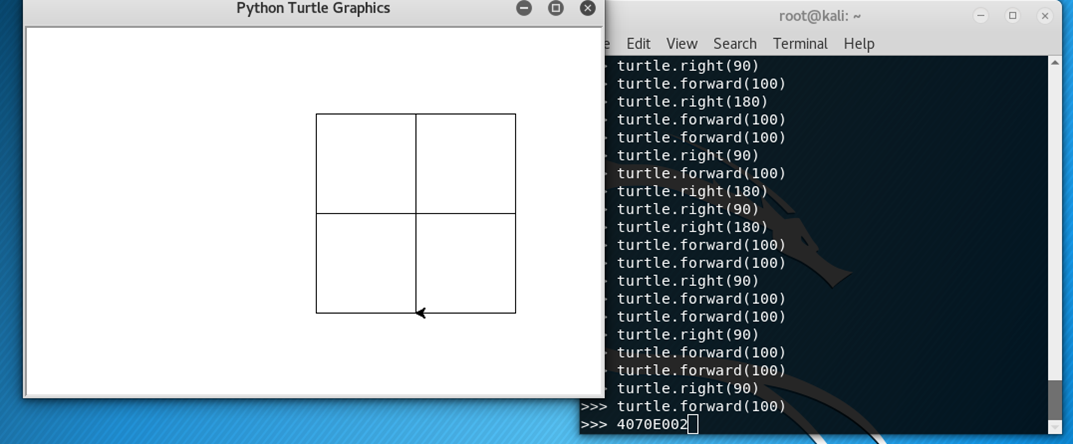 Python Turtle Graphics
root@kali: ~
e Edit View Search Terminal Help
turtle.right(90)
turtle.forward(100)
turtle.right(180)
turtle.forward(100)
turtle.forward(100)
turtle.right(90)
turtle.forward(100)
turtle.right(180)
turtle.right(90)
turtle.right(180)
turtle.forward(100)
turtle.forward(100)
turtle.right(90)
turtle.forward(100)
turtle.forward(100)
turtle.right(90)
turtle.forward(100)
turtle.forward(100)
turtle.right(90)
>>> turtle.forward(100)
>>> 4070E002